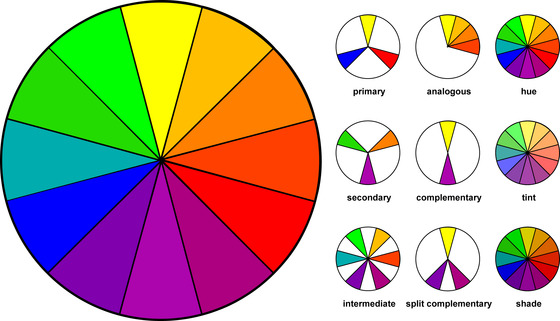 primary analogous hue
secondary complementary tint
intermediate split complementary shade